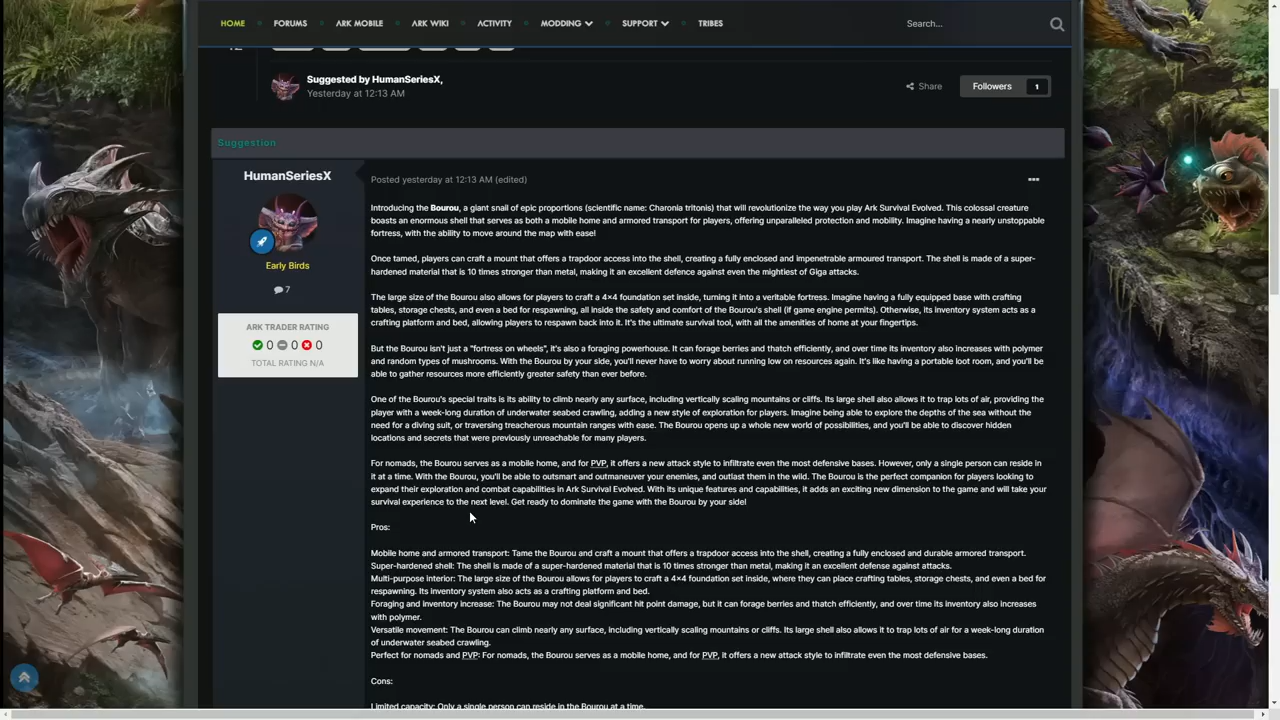 HOME FORUMS ARK MOBILE ARK WIKI ACTIVITY MODDING SUPPORT TRIBES Search...
Suggested by HumanSeriesX,
Yesterday at 12:13 AM
Share Followers 1
Suggestion
HumanSeriesX
Early Birds
7
ARK TRADER RATING
0 0 0
TOTAL RATING N/A
Posted yesterday at 12:13 AM (edited)
Introducing the Bourou, a giant snail of epic proportions (scientific name: Charonia tritonis) that will revolutionize the way you play Ark Survival Evolved. This colossal creature
boasts an enormous shell that serves as both a mobile home and armored transport for players, offering unparalleled protection and mobility. Imagine having a nearly unstoppable
fortress, with the ability to move around the map with ease!
Once tamed, players can craft a mount that offers a trapdoor access into the shell, creating a fully enclosed and impenetrable armoured transport. The shell is made of a super-
hardened material that is 10 times stronger than metal, making it an excellent defence against even the mightiest of Giga attacks.
The large size of the Bourou also allows for players to craft a 4×4 foundation set inside, turning it into a veritable fortress. Imagine having a fully equipped base with crafting
tables, storage chests, and even a bed for respawning, all inside the safety and comfort of the Bourou's shell (if game engine permits). Otherwise, its inventory system acts as a
crafting platform and bed, allowing players to respawn back into it. It's the ultimate survival tool, with all the amenities of home at your fingertips.
But the Bourou isn't just a "fortress on wheels", it's also a foraging powerhouse. It can forage berries and thatch efficiently, and over time its inventory also increases with polymer
and random types of mushrooms. With the Bourou by your side, you'll never have to worry about running low on resources again. It's like having a portable loot room, and you'll be
able to gather resources more efficiently greater safety than ever before.
One of the Bourou's special traits is its ability to climb nearly any surface, including vertically scaling mountains or cliffs. Its large shell also allows it to trap lots of air, providing the
player with a week-long duration of underwater seabed crawling, adding a new style of exploration for players. Imagine being able to explore the depths of the sea without the
need for a diving suit, or traversing treacherous mountain ranges with ease. The Bourou opens up a whole new world of possibilities, and you'll be able to discover hidden
locations and secrets that were previously unreachable for many players.
For nomads, the Bourou serves as a mobile home, and for PVP, it offers a new attack style to infiltrate even the most defensive bases. However, only a single person can reside in
it at a time. With the Bourou, you'll be able to outsmart and outmaneuver your enemies, and outlast them in the wild. The Bourou is the perfect companion for players looking to
expand their exploration and combat capabilities in Ark Survival Evolved. With its unique features and capabilities, it adds an exciting new dimension to the game and will take your
survival experience to the next level. Get ready to dominate the game with the Bourou by your side!
Pros:
Mobile home and armored transport: Tame the Bourou and craft a mount that offers a trapdoor access into the shell, creating a fully enclosed and durable armored transport.
Super-hardened shell: The shell is made of a super-hardened material that is 10 times stronger than metal, making it an excellent defense against attacks.
Multi-purpose interior: The large size of the Bourou allows for players to craft a 4×4 foundation set inside, where they can place crafting tables, storage chests, and even a bed for
respawning. Its inventory system also acts as a crafting platform and bed.
Foraging and inventory increase: The Bourou may not deal significant hit point damage, but it can forage berries and thatch efficiently, and over time its inventory also increases
with polymer.
Versatile movement: The Bourou can climb nearly any surface, including vertically scaling mountains or cliffs. Its large shell also allows it to trap lots of air for a week-long duration
of underwater seabed crawling.
Perfect for nomads and PVP: For nomads, the Bourou serves as a mobile home, and for PVP, it offers a new attack style to infiltrate even the most defensive bases.
Cons:
Limited capacity: Only a single person can reside in the Bourou at a time.